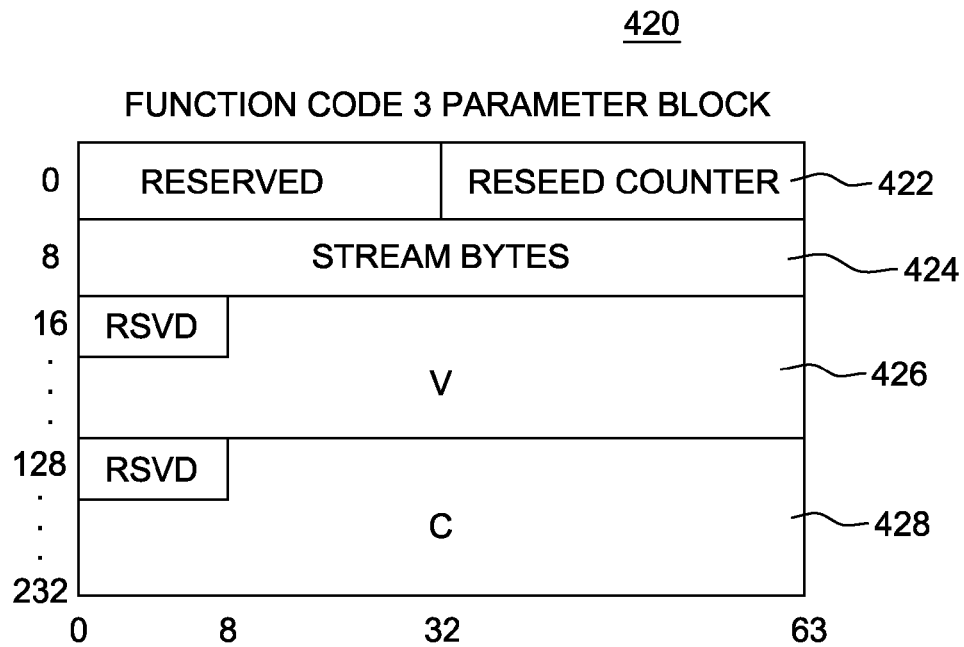 420
FUNCTION CODE 3 PARAMETER BLOCK
0 RESERVED RESEED COUNTER 422
8 STREAM BYTES 424
16 RSVD
V 426
128 RSVD
C 428
232
0 8 32 63